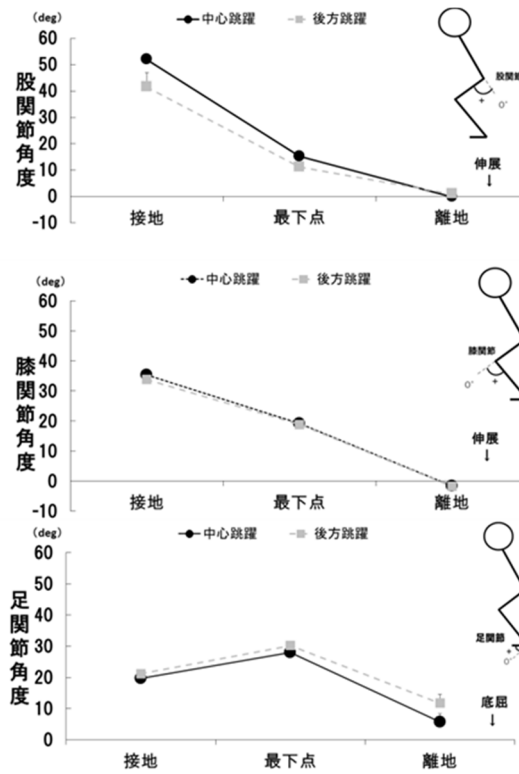 (deg)
中心跳躍
後方跳躍
股関節角度
60
50
40
30
20
10
0
-10
接地
最下点
離地
股関節
+
0°
伸展
↓
(deg)
中心跳躍
後方跳躍
膝関節角度
60
50
40
30
20
10
0
-10
接地
最下点
離地
膝関節
0°
+
伸展
↓
(deg)
中心跳躍
後方跳躍
足関節角度
60
50
40
30
20
10
0
接地
最下点
離地
足関節
+
0°
底屈
↓